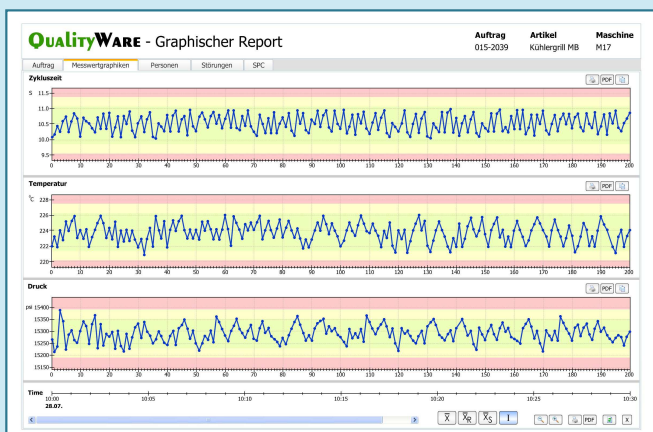 QualityWare - Graphischer Report
Auftrag Artikel Maschine
015-2039 Kühlergrill MB M17
Auftrag Messwertgraphiken Personen Störungen SPC
Zykluszeit PDF
S 11.5
11.0
10.5
10.0
9.5
0 10 20 30 40 50 60 70 80 90 100 110 120 130 140 150 160 170 180 190 200
Temperatur PDF
°C 228
226
224
222
220
0 10 20 30 40 50 60 70 80 90 100 110 120 130 140 150 160 170 180 190 200
Druck PDF
psi 15400
15350
15300
15250
15200
15150
0 10 20 30 40 50 60 70 80 90 100 110 120 130 140 150 160 170 180 190 200
Time 10:00 10:05 10:10 10:15 10:20 10:25 10:30
28.07.
X̅ X̅R X̅S I PDF X